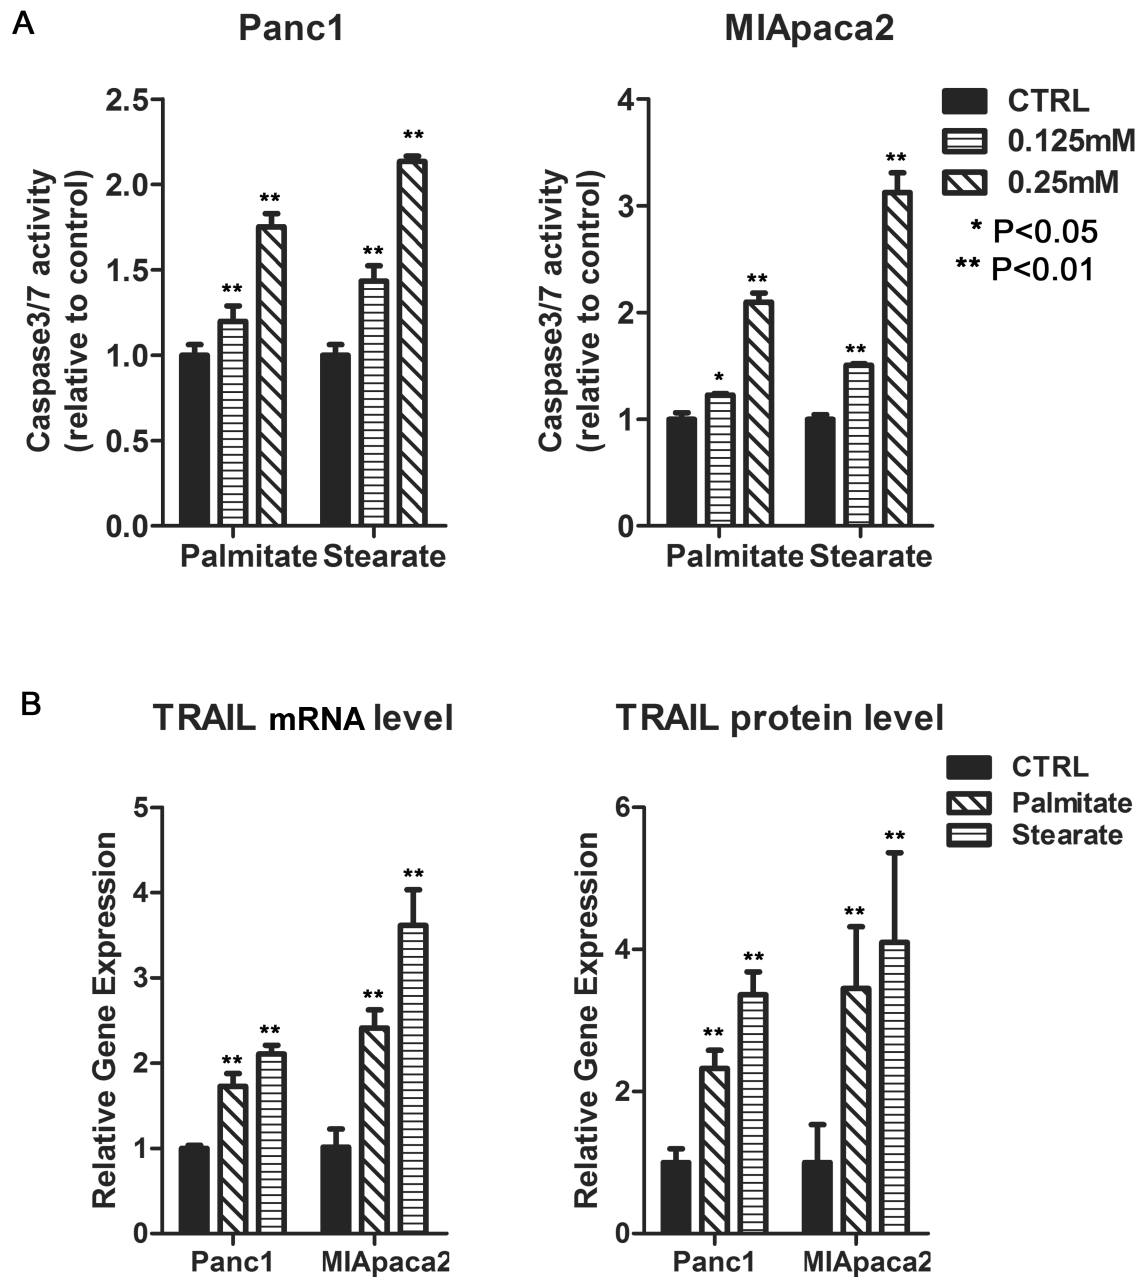 A
Panc1
MIApaca2
2.5
2.0
1.5
1.0
0.5
0.0
Caspase3/7 activity
(relative to control)
**
**
**
**
Palmitate Stearate
4
3
2
1
0
Caspase3/7 activity
(relative to control)
*
**
**
**
Palmitate Stearate
CTRL
0.125mM
0.25mM
* P<0.05
** P<0.01
B
TRAIL mRNA level
TRAIL protein level
5
4
3
2
1
0
Relative Gene Expression
**
**
**
**
Panc1 MIApaca2
6
4
2
0
Relative Gene Expression
**
**
**
**
Panc1 MIApaca2
CTRL
Palmitate
Stearate